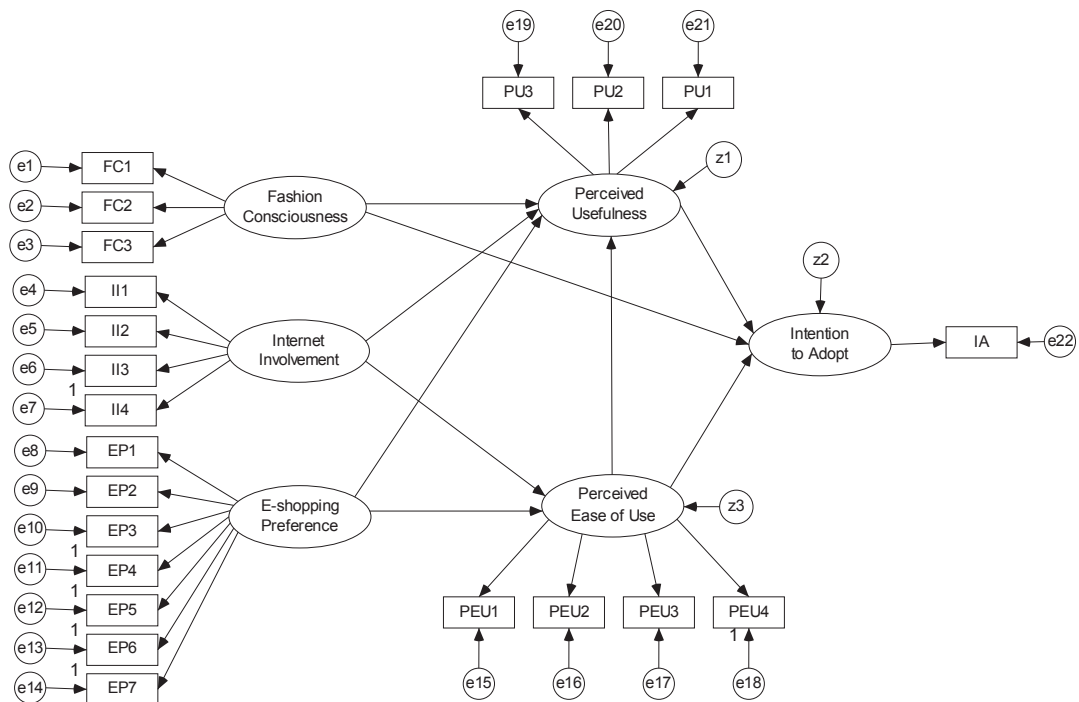 e19
e20
e21
PU3
PU2
PU1
e1
FC1
e2
FC2
e3
FC3
Fashion
Consciousness
Perceived
Usefulness
z1
e4
II1
e5
II2
e6
II3
1
e7
II4
Internet
Involvement
z2
Intention
to Adopt
IA
e22
e8
EP1
e9
EP2
e10
EP3
1
e11
EP4
1
e12
EP5
1
e13
EP6
1
e14
EP7
E-shopping
Preference
Perceived
Ease of Use
z3
PEU1
PEU2
PEU3
PEU4
1
e15
e16
e17
e18